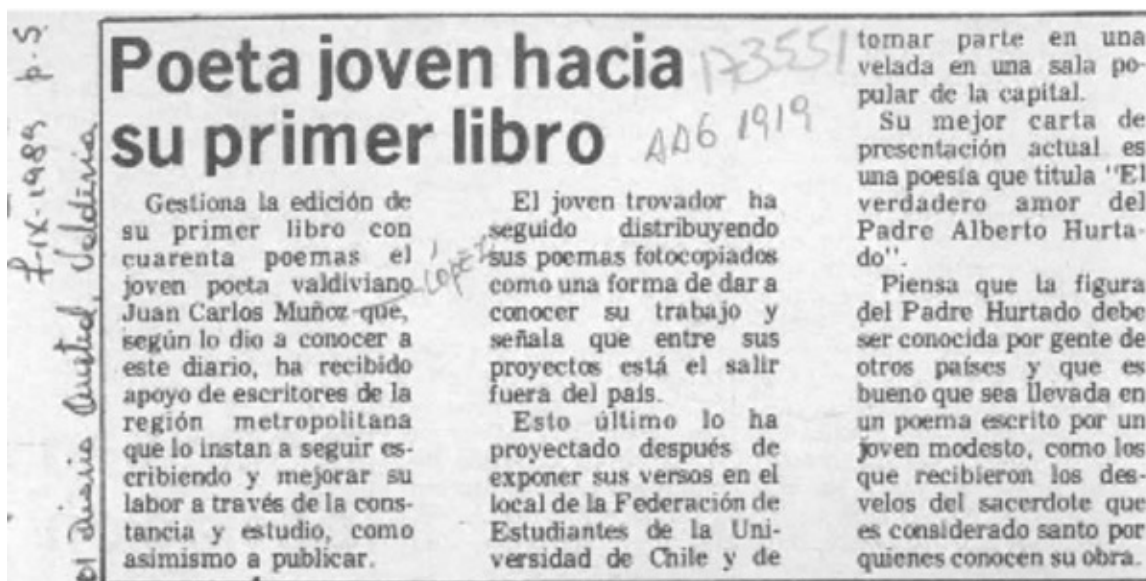 Poeta joven hacia
su primer libro
173551
AAG 1919
Gestiona la edición de
su primer libro con
cuarenta poemas el
joven poeta valdiviano
Juan Carlos Muñoz que,
según lo dio a conocer a
este diario, ha recibido
apoyo de escritores de la
región metropolitana
que lo instan a seguir es-
cribiendo y mejorar su
labor a través de la cons-
tancia y estudio, como
asimismo a publicar.
El joven trovador ha
seguido distribuyendo
sus poemas fotocopiados
como una forma de dar a
conocer su trabajo y
señala que entre sus
proyectos está el salir
fuera del país.
Esto último lo ha
proyectado después de
exponer sus versos en el
local de la Federación de
Estudiantes de la Uni-
versidad de Chile y de
tomar parte en una
velada en una sala po-
pular de la capital.
Su mejor carta de
presentación actual es
una poesía que titula "El
verdadero amor del
Padre Alberto Hurta-
do".
Piensa que la figura
del Padre Hurtado debe
ser conocida por gente de
otros países y que es
bueno que sea llevada en
un poema escrito por un
joven modesto, como los
que recibieron los des-
velos del sacerdote que
es considerado santo por
quienes conocen su obra
El Diario Austral, Valdivia
7-IX-1989 p.5.